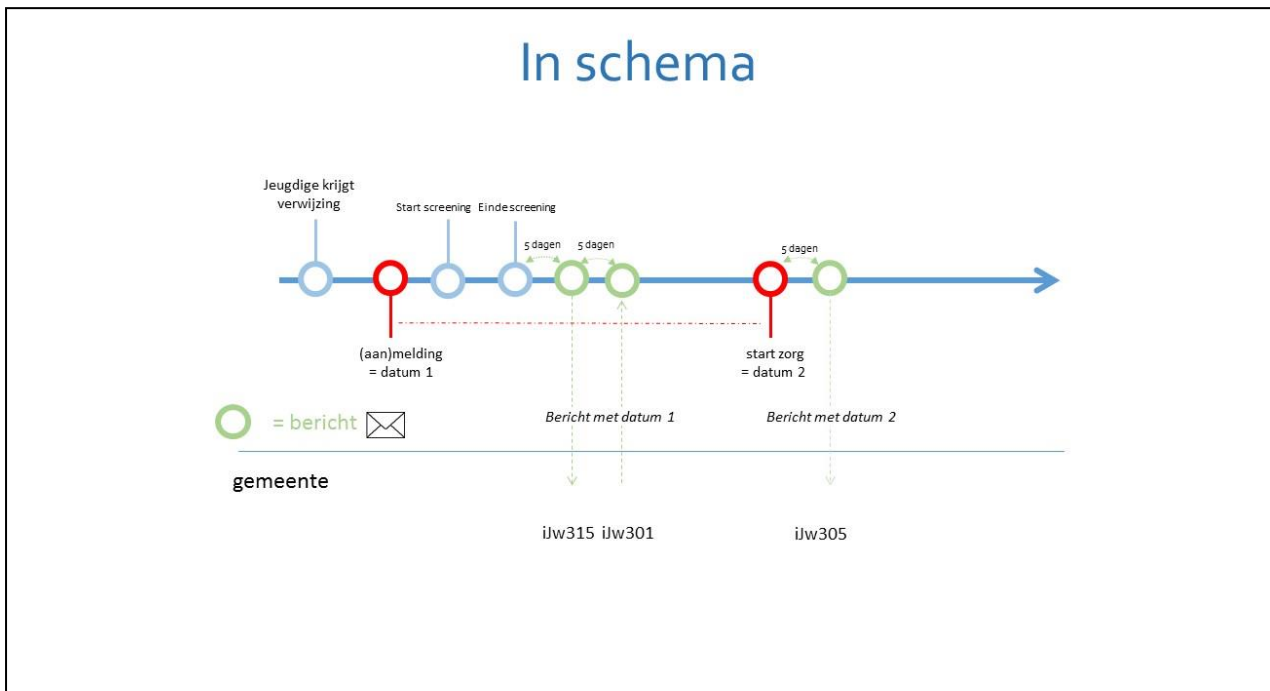 In schema
Jeugdige krijgt
verwijzing
Start screening
Einde screening
5 dagen
5 dagen
5 dagen
(aan)melding
= datum 1
start zorg
= datum 2
= bericht
Bericht met datum 1
Bericht met datum 2
gemeente
iJw315
iJw301
iJw305